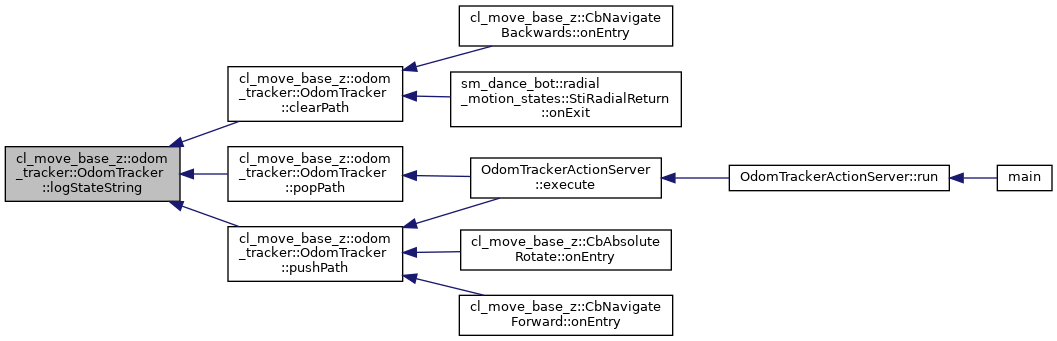 cl_move_base_z::CbNavigate
Backwards::onEntry
cl_move_base_z::odom
_tracker::OdomTracker
::clearPath
sm_dance_bot::radial
_motion_states::StiRadialReturn
::onExit
cl_move_base_z::odom
_tracker::OdomTracker
::logStateString
cl_move_base_z::odom
_tracker::OdomTracker
::popPath
OdomTrackerActionServer
::execute
OdomTrackerActionServer::run
main
cl_move_base_z::odom
_tracker::OdomTracker
::pushPath
cl_move_base_z::CbAbsolute
Rotate::onEntry
cl_move_base_z::CbNavigate
Forward::onEntry